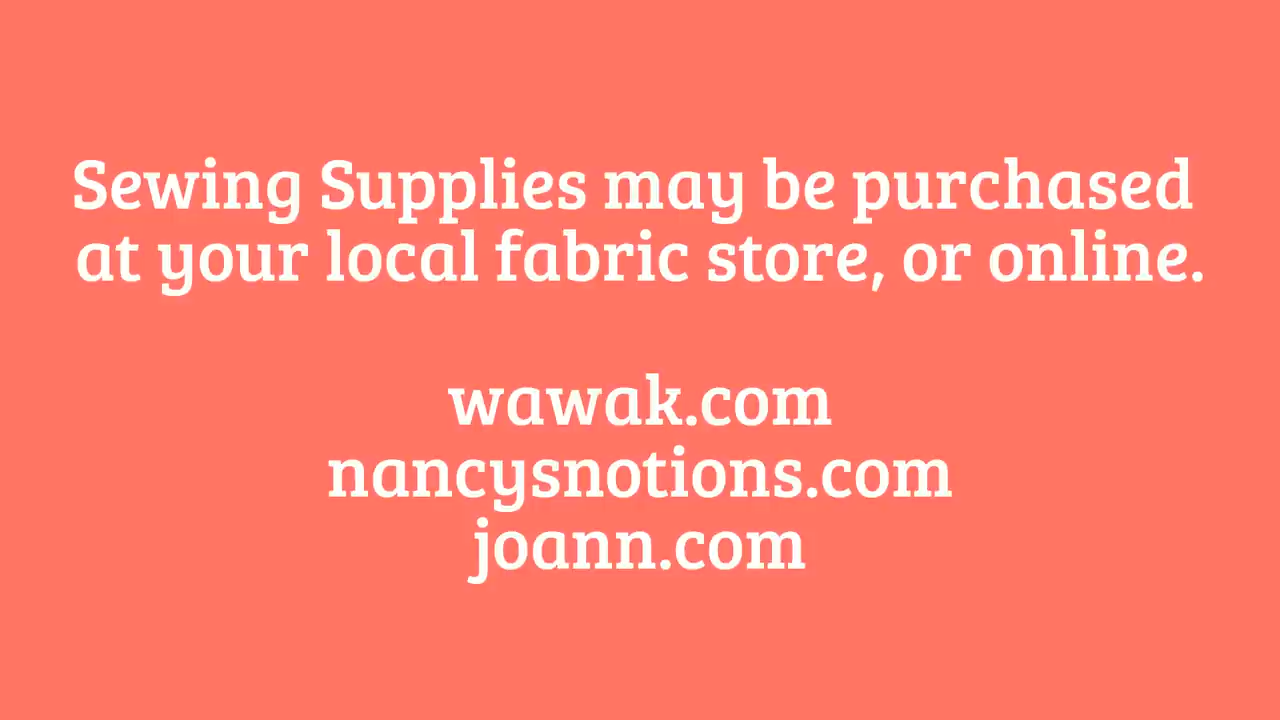 Sewing Supplies may be purchased
at your local fabric store, or online.
wawak.com
nancysnotions.com
joann.com